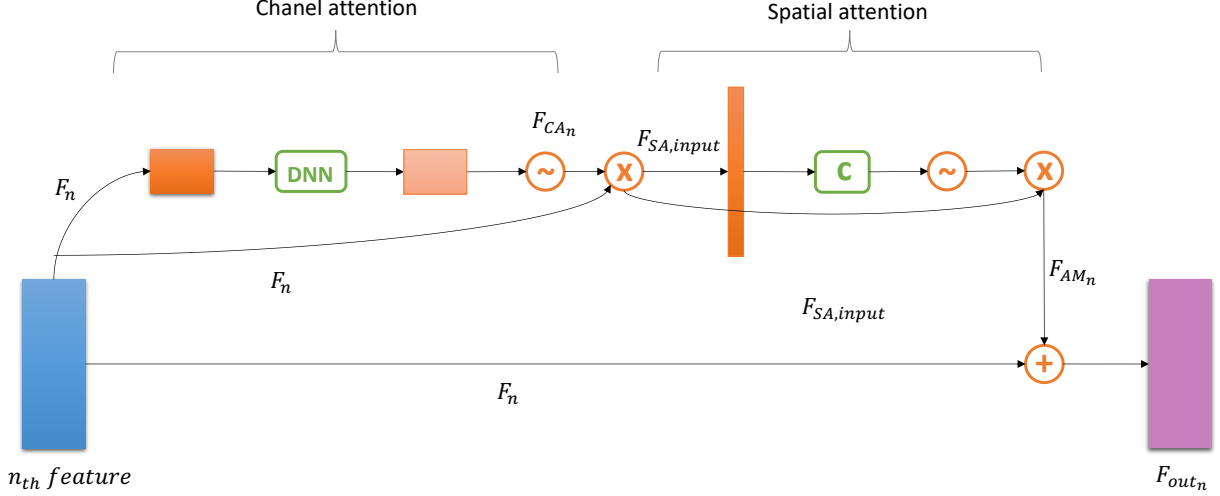 Chanel attention
Spatial attention
F_{CA_n}
F_{SA,input}
F_n
DNN
~
X
C
~
X
F_n
F_{AM_n}
F_{SA,input}
+
F_n
n_{th} feature
F_{out_n}